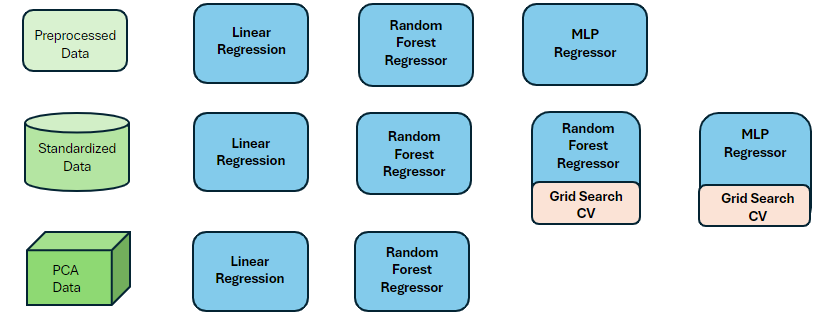 Preprocessed
Data
Linear
Regression
Random
Forest
Regressor
MLP
Regressor
Standardized
Data
Linear
Regression
Random
Forest
Regressor
Random
Forest
Regressor
Grid Search
CV
MLP
Regressor
Grid Search
CV
PCA
Data
Linear
Regression
Random
Forest
Regressor